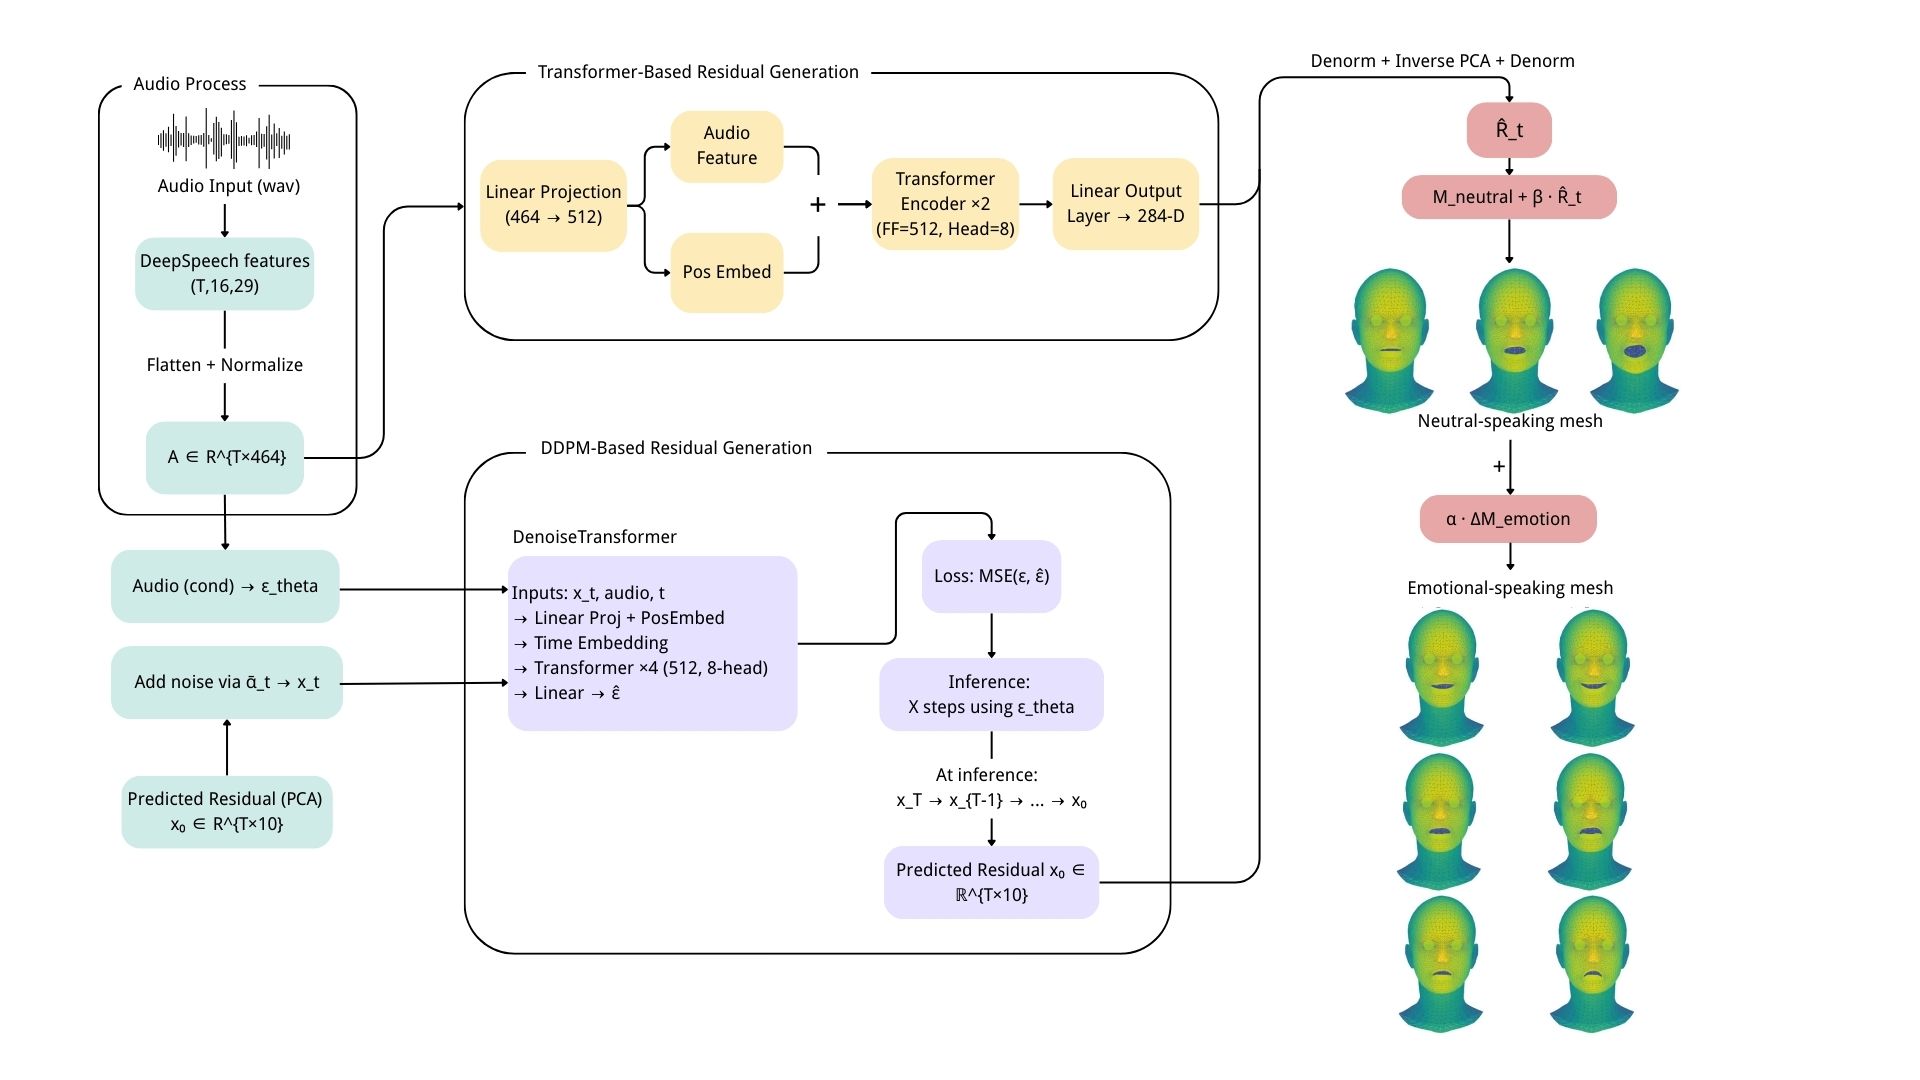 Audio Process
Audio Input (wav)
DeepSpeech features
(T,16,29)
Flatten + Normalize
A ∈ R^{T×464}
Audio (cond) → ε_theta
Add noise via ᾱ_t → x_t
Predicted Residual (PCA)
x₀ ∈ R^{T×10}
Transformer-Based Residual Generation
Linear Projection
(464 → 512)
Audio
Feature
Pos Embed
+
Transformer
Encoder ×2
(FF=512, Head=8)
Linear Output
Layer → 284-D
DDPM-Based Residual Generation
DenoiseTransformer
Inputs: x_t, audio, t
→ Linear Proj + PosEmbed
→ Time Embedding
→ Transformer ×4 (512, 8-head)
→ Linear → ε̂
Loss: MSE(ε, ε̂)
Inference:
X steps using ε_theta
At inference:
x_T → x_{T-1} → ... → x₀
Predicted Residual x₀ ∈
ℝ^{T×10}
Denorm + Inverse PCA + Denorm
R̂_t
M_neutral + β · R̂_t
Neutral-speaking mesh
+
α · ΔM_emotion
Emotional-speaking mesh